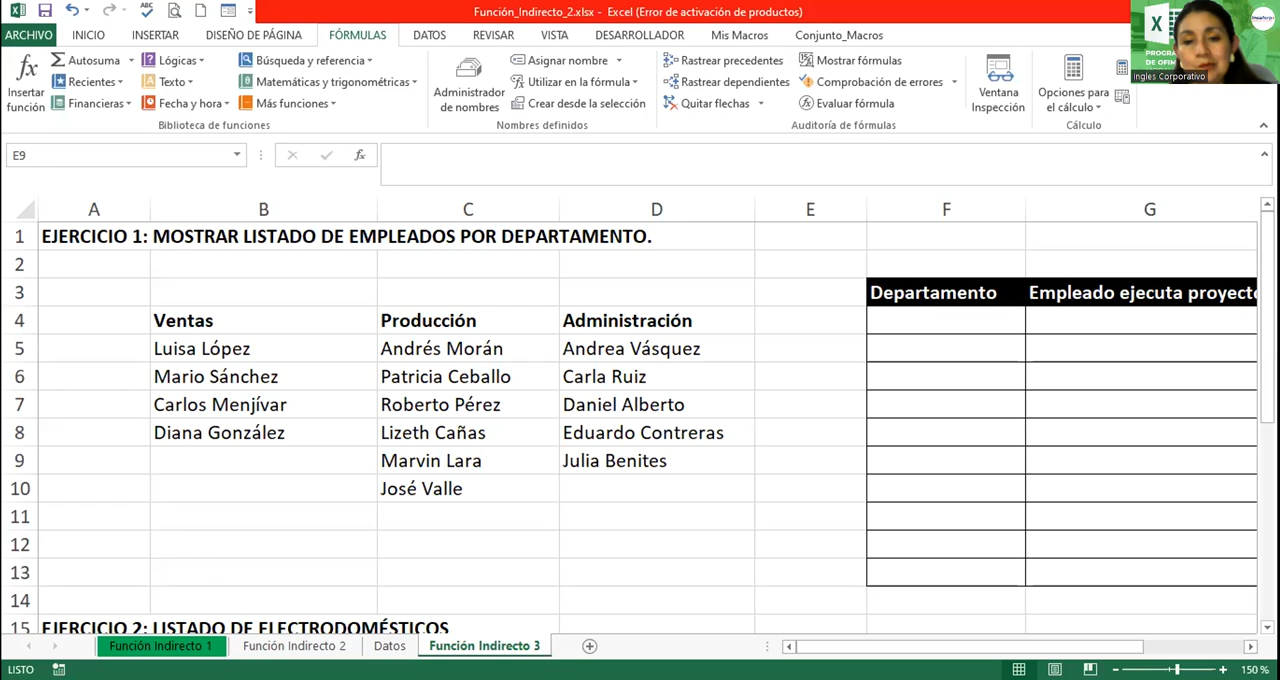 Función_Indirecto_2.xlsx - Excel (Error de activación de productos)
ARCHIVO INICIO INSERTAR DISEÑO DE PÁGINA FÓRMULAS DATOS REVISAR VISTA DESARROLLADOR Mis Macros Conjunto_Macros
Insertar función
Autosuma
Recientes
Financieras
Lógicas
Texto
Fecha y hora
Búsqueda y referencia
Matemáticas y trigonométricas
Más funciones
Biblioteca de funciones
Administrador de nombres
Asignar nombre
Utilizar en la fórmula
Crear desde la selección
Nombres definidos
Rastrear precedentes
Rastrear dependientes
Quitar flechas
Mostrar fórmulas
Comprobación de errores
Evaluar fórmula
Auditoría de fórmulas
Ventana Inspección
Opciones para el cálculo
Cálculo
Ingles Corporativo
E9
fx
A B C D E F G
1 EJERCICIO 1: MOSTRAR LISTADO DE EMPLEADOS POR DEPARTAMENTO.
2
3 Departamento Empleado ejecuta proyecto
4 Ventas Producción Administración
5 Luisa López Andrés Morán Andrea Vásquez
6 Mario Sánchez Patricia Ceballo Carla Ruiz
7 Carlos Menjívar Roberto Pérez Daniel Alberto
8 Diana González Lizeth Cañas Eduardo Contreras
9 Marvin Lara Julia Benites
10 José Valle
11
12
13
14
15 EJERCICIO 2: LISTADO DE ELECTRODOMÉSTICOS
Función Indirecto 1 Función Indirecto 2 Datos Función Indirecto 3
LISTO 150 %